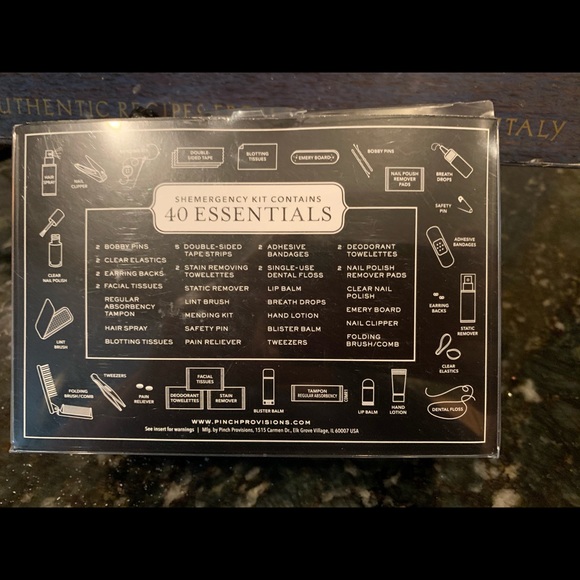 UTHENTIC RECIPES F
ITALY
DOUBLE-
SIDED TAPE
BLOTTING
TISSUES
EMERY BOARD
BOBBY PINS
HAIR
SPRAY
NAIL
CLIPPER
NAIL POLISH
REMOVER
PADS
BREATH
DROPS
SAFETY
PIN
SHEMERGENCY KIT CONTAINS
40 ESSENTIALS
2 BOBBY PINS
2 CLEAR ELASTICS
2 EARRING BACKS
2 FACIAL TISSUES
REGULAR
ABSORBENCY
TAMPON
HAIR SPRAY
BLOTTING TISSUES
5 DOUBLE-SIDED
TAPE STRIPS
2 STAIN REMOVING
TOWELETTES
STATIC REMOVER
LINT BRUSH
MENDING KIT
SAFETY PIN
PAIN RELIEVER
2 ADHESIVE
BANDAGES
2 SINGLE-USE
DENTAL FLOSS
LIP BALM
BREATH DROPS
HAND LOTION
BLISTER BALM
TWEEZERS
2 DEODORANT
TOWELETTES
2 NAIL POLISH
REMOVER PADS
CLEAR NAIL
POLISH
EMERY BOARD
NAIL CLIPPER
FOLDING
BRUSH/COMB
CLEAR
NAIL POLISH
ADHESIVE
BANDAGES
LINT
BRUSH
EARRING
BACKS
STATIC
REMOVER
CLEAR
ELASTICS
FOLDING
BRUSH/COMB
TWEEZERS
PAIN
RELIEVER
FACIAL
TISSUES
DEODORANT
TOWELETTES
STAIN
REMOVER
BLISTER BALM
TAMPON
REGULAR ABSORBENCY
LIP BALM
HAND
LOTION
DENTAL FLOSS
WWW.PINCHPROVISIONS.COM
See insert for warnings | Mfg. by Pinch Provisions, 1515 Carmen Dr., Elk Grove Village, IL 60007 USA